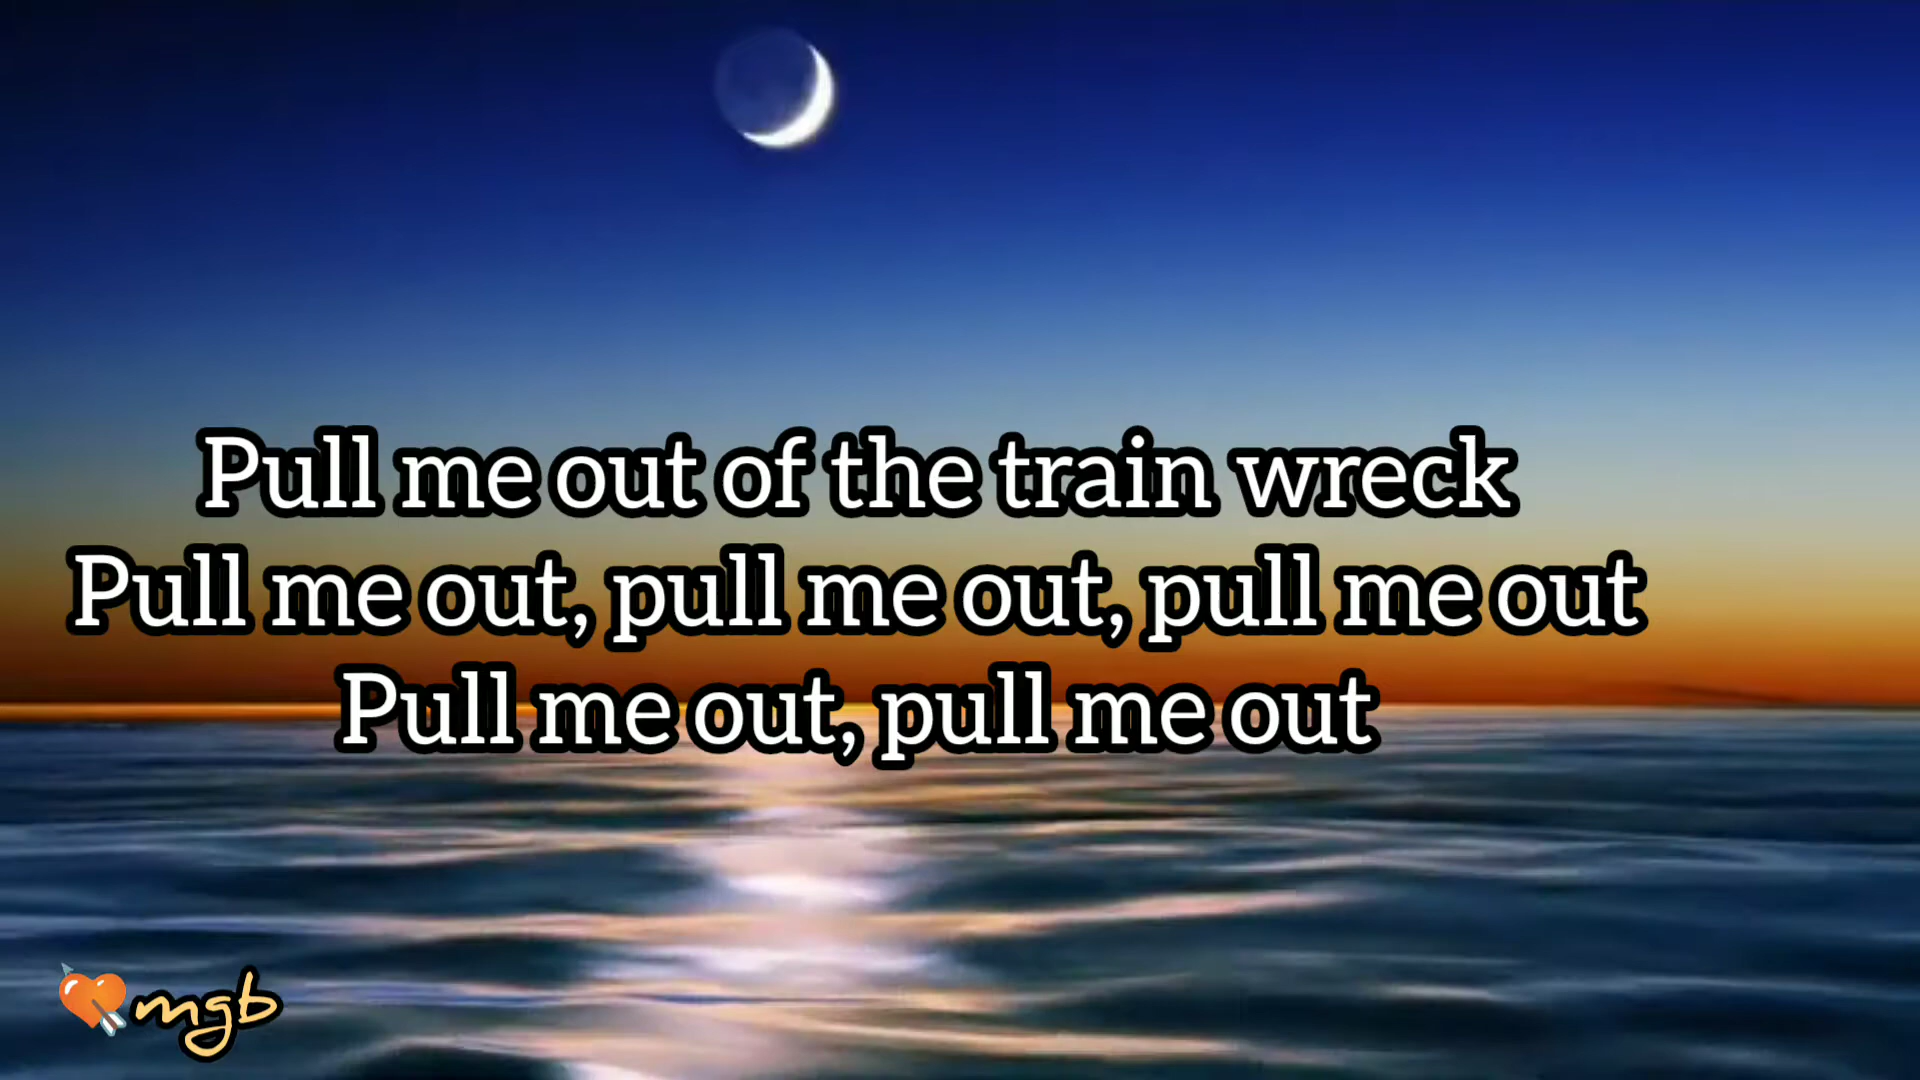 Pull me out of the train wreck
Pull me out, pull me out, pull me out
Pull me out, pull me out
mgb